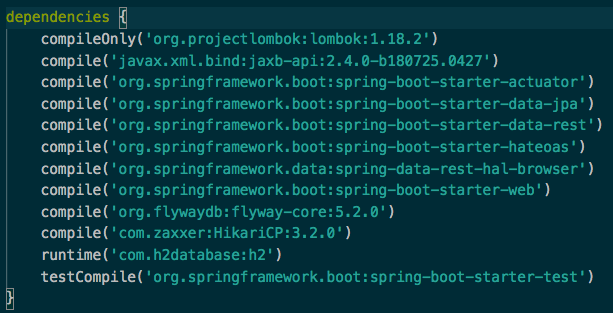 dependencies {
    compileOnly('org.projectlombok:lombok:1.18.2')
    compile('javax.xml.bind:jaxb-api:2.4.0-b180725.0427')
    compile('org.springframework.boot:spring-boot-starter-actuator')
    compile('org.springframework.boot:spring-boot-starter-data-jpa')
    compile('org.springframework.boot:spring-boot-starter-data-rest')
    compile('org.springframework.boot:spring-boot-starter-hateoas')
    compile('org.springframework.data:spring-data-rest-hal-browser')
    compile('org.springframework.boot:spring-boot-starter-web')
    compile('org.flywaydb:flyway-core:5.2.0')
    compile('com.zaxxer:HikariCP:3.2.0')
    runtime('com.h2database:h2')
    testCompile('org.springframework.boot:spring-boot-starter-test')
}